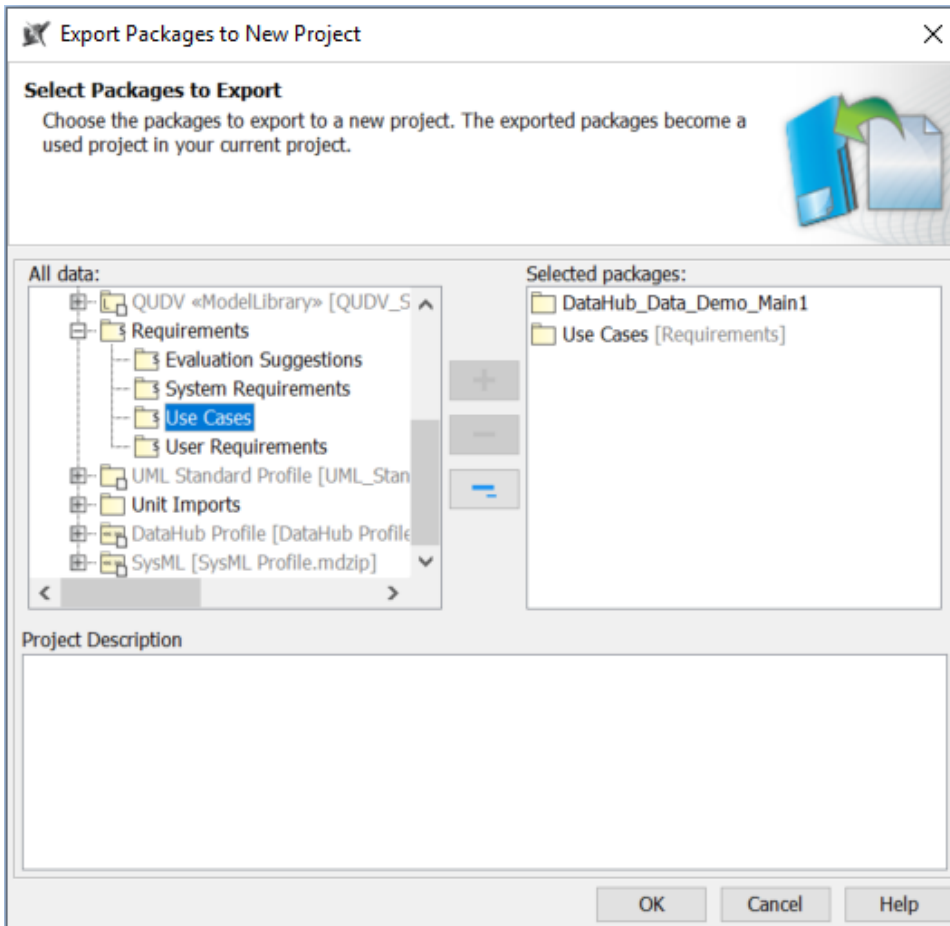 Export Packages to New Project
Select Packages to Export
Choose the packages to export to a new project. The exported packages become a
used project in your current project.
All data:
QUDV «ModelLibrary» [QUDV_S
Requirements
Evaluation Suggestions
System Requirements
Use Cases
User Requirements
UML Standard Profile [UML_Stan
Unit Imports
DataHub Profile [DataHub Profile
SysML [SysML Profile.mdzip]
Selected packages:
DataHub_Data_Demo_Main1
Use Cases [Requirements]
Project Description
OK Cancel Help